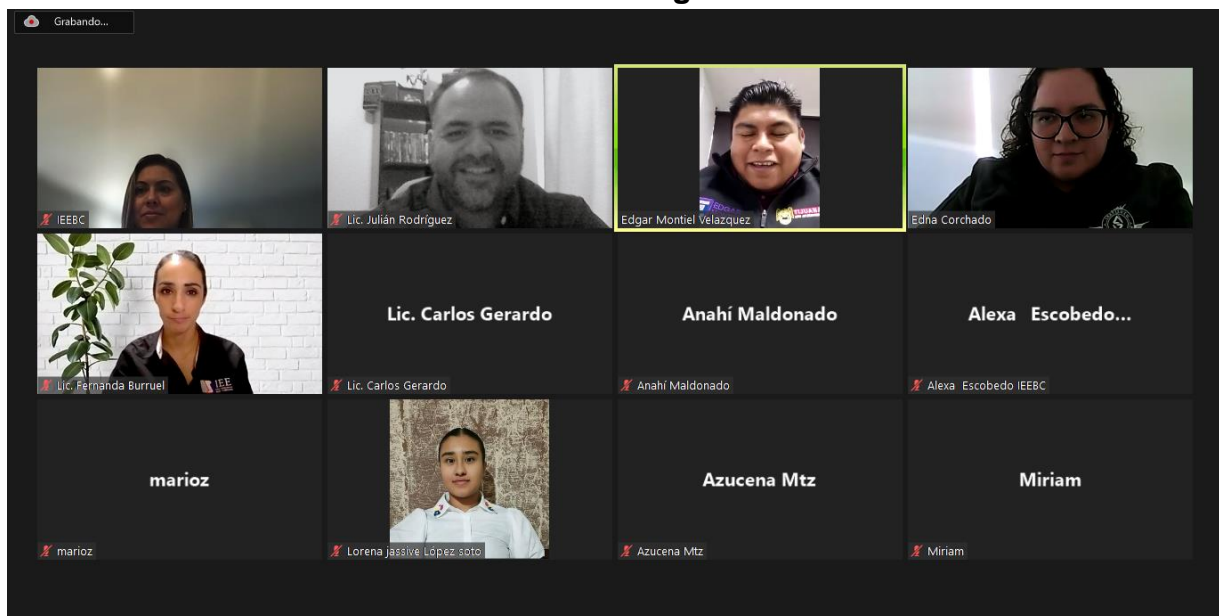 Grabando...
IEEBC
Lic. Julián Rodríguez
Edgar Montiel Velazquez
Edna Corchado
Lic. Fernanda Burruel
IEE
Lic. Carlos Gerardo
Lic. Carlos Gerardo
Anahí Maldonado
Anahí Maldonado
Alexa Escobedo...
Alexa Escobedo IEEBC
marioz
marioz
Lorena jassive López soto
Azucena Mtz
Azucena Mtz
Miriam
Miriam